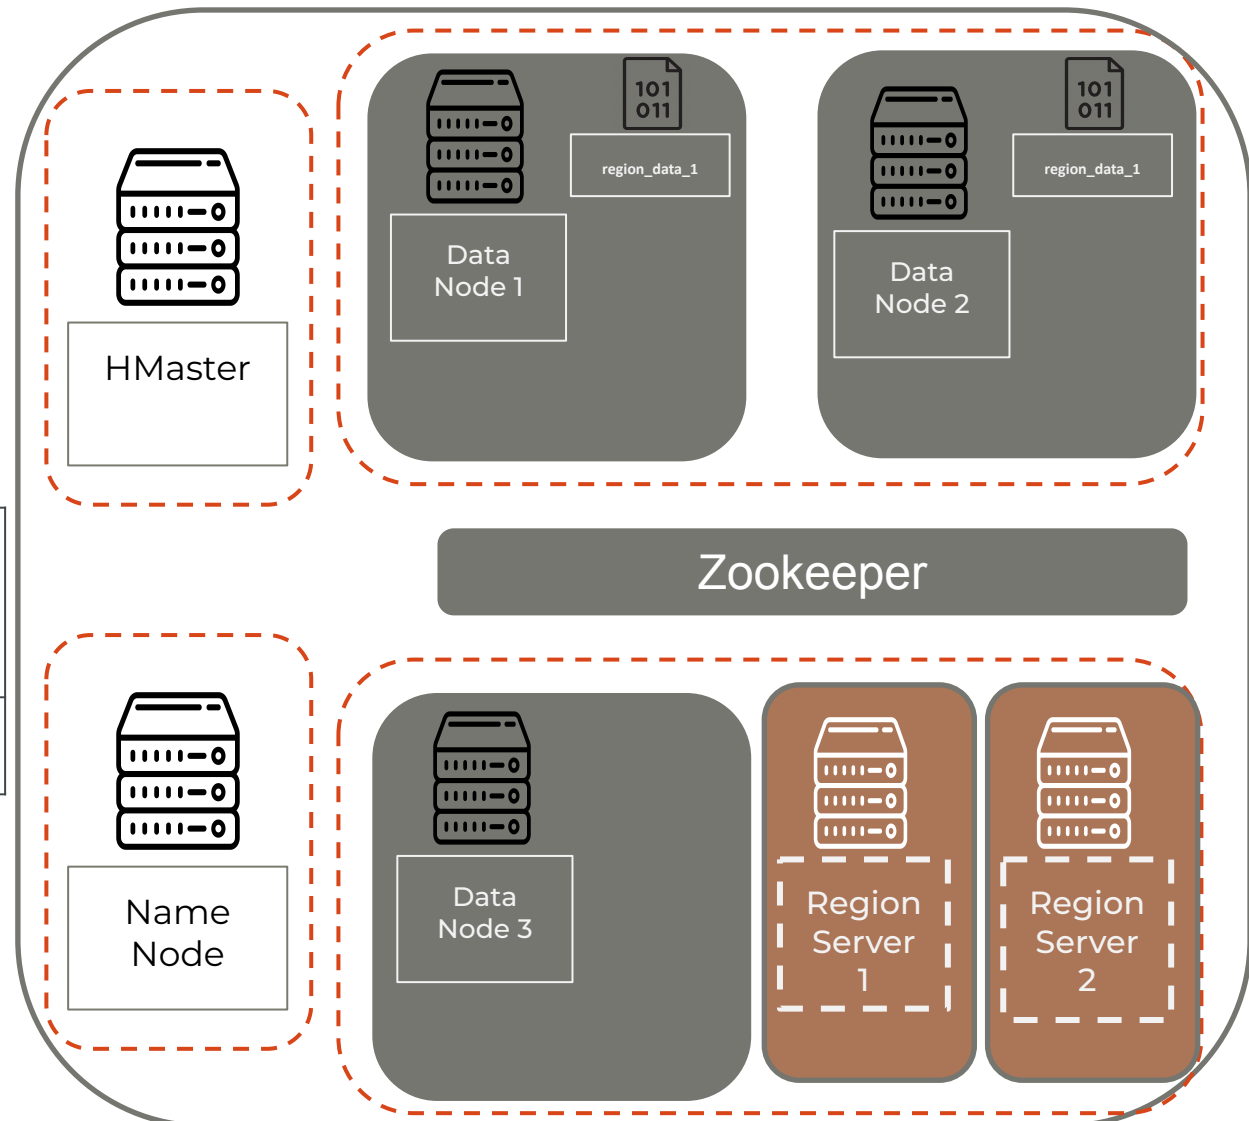 101
011
region_data_1
Data
Node 1
101
011
region_data_1
Data
Node 2
HMaster
Zookeeper
Name
Node
Data
Node 3
Region
Server
1
Region
Server
2